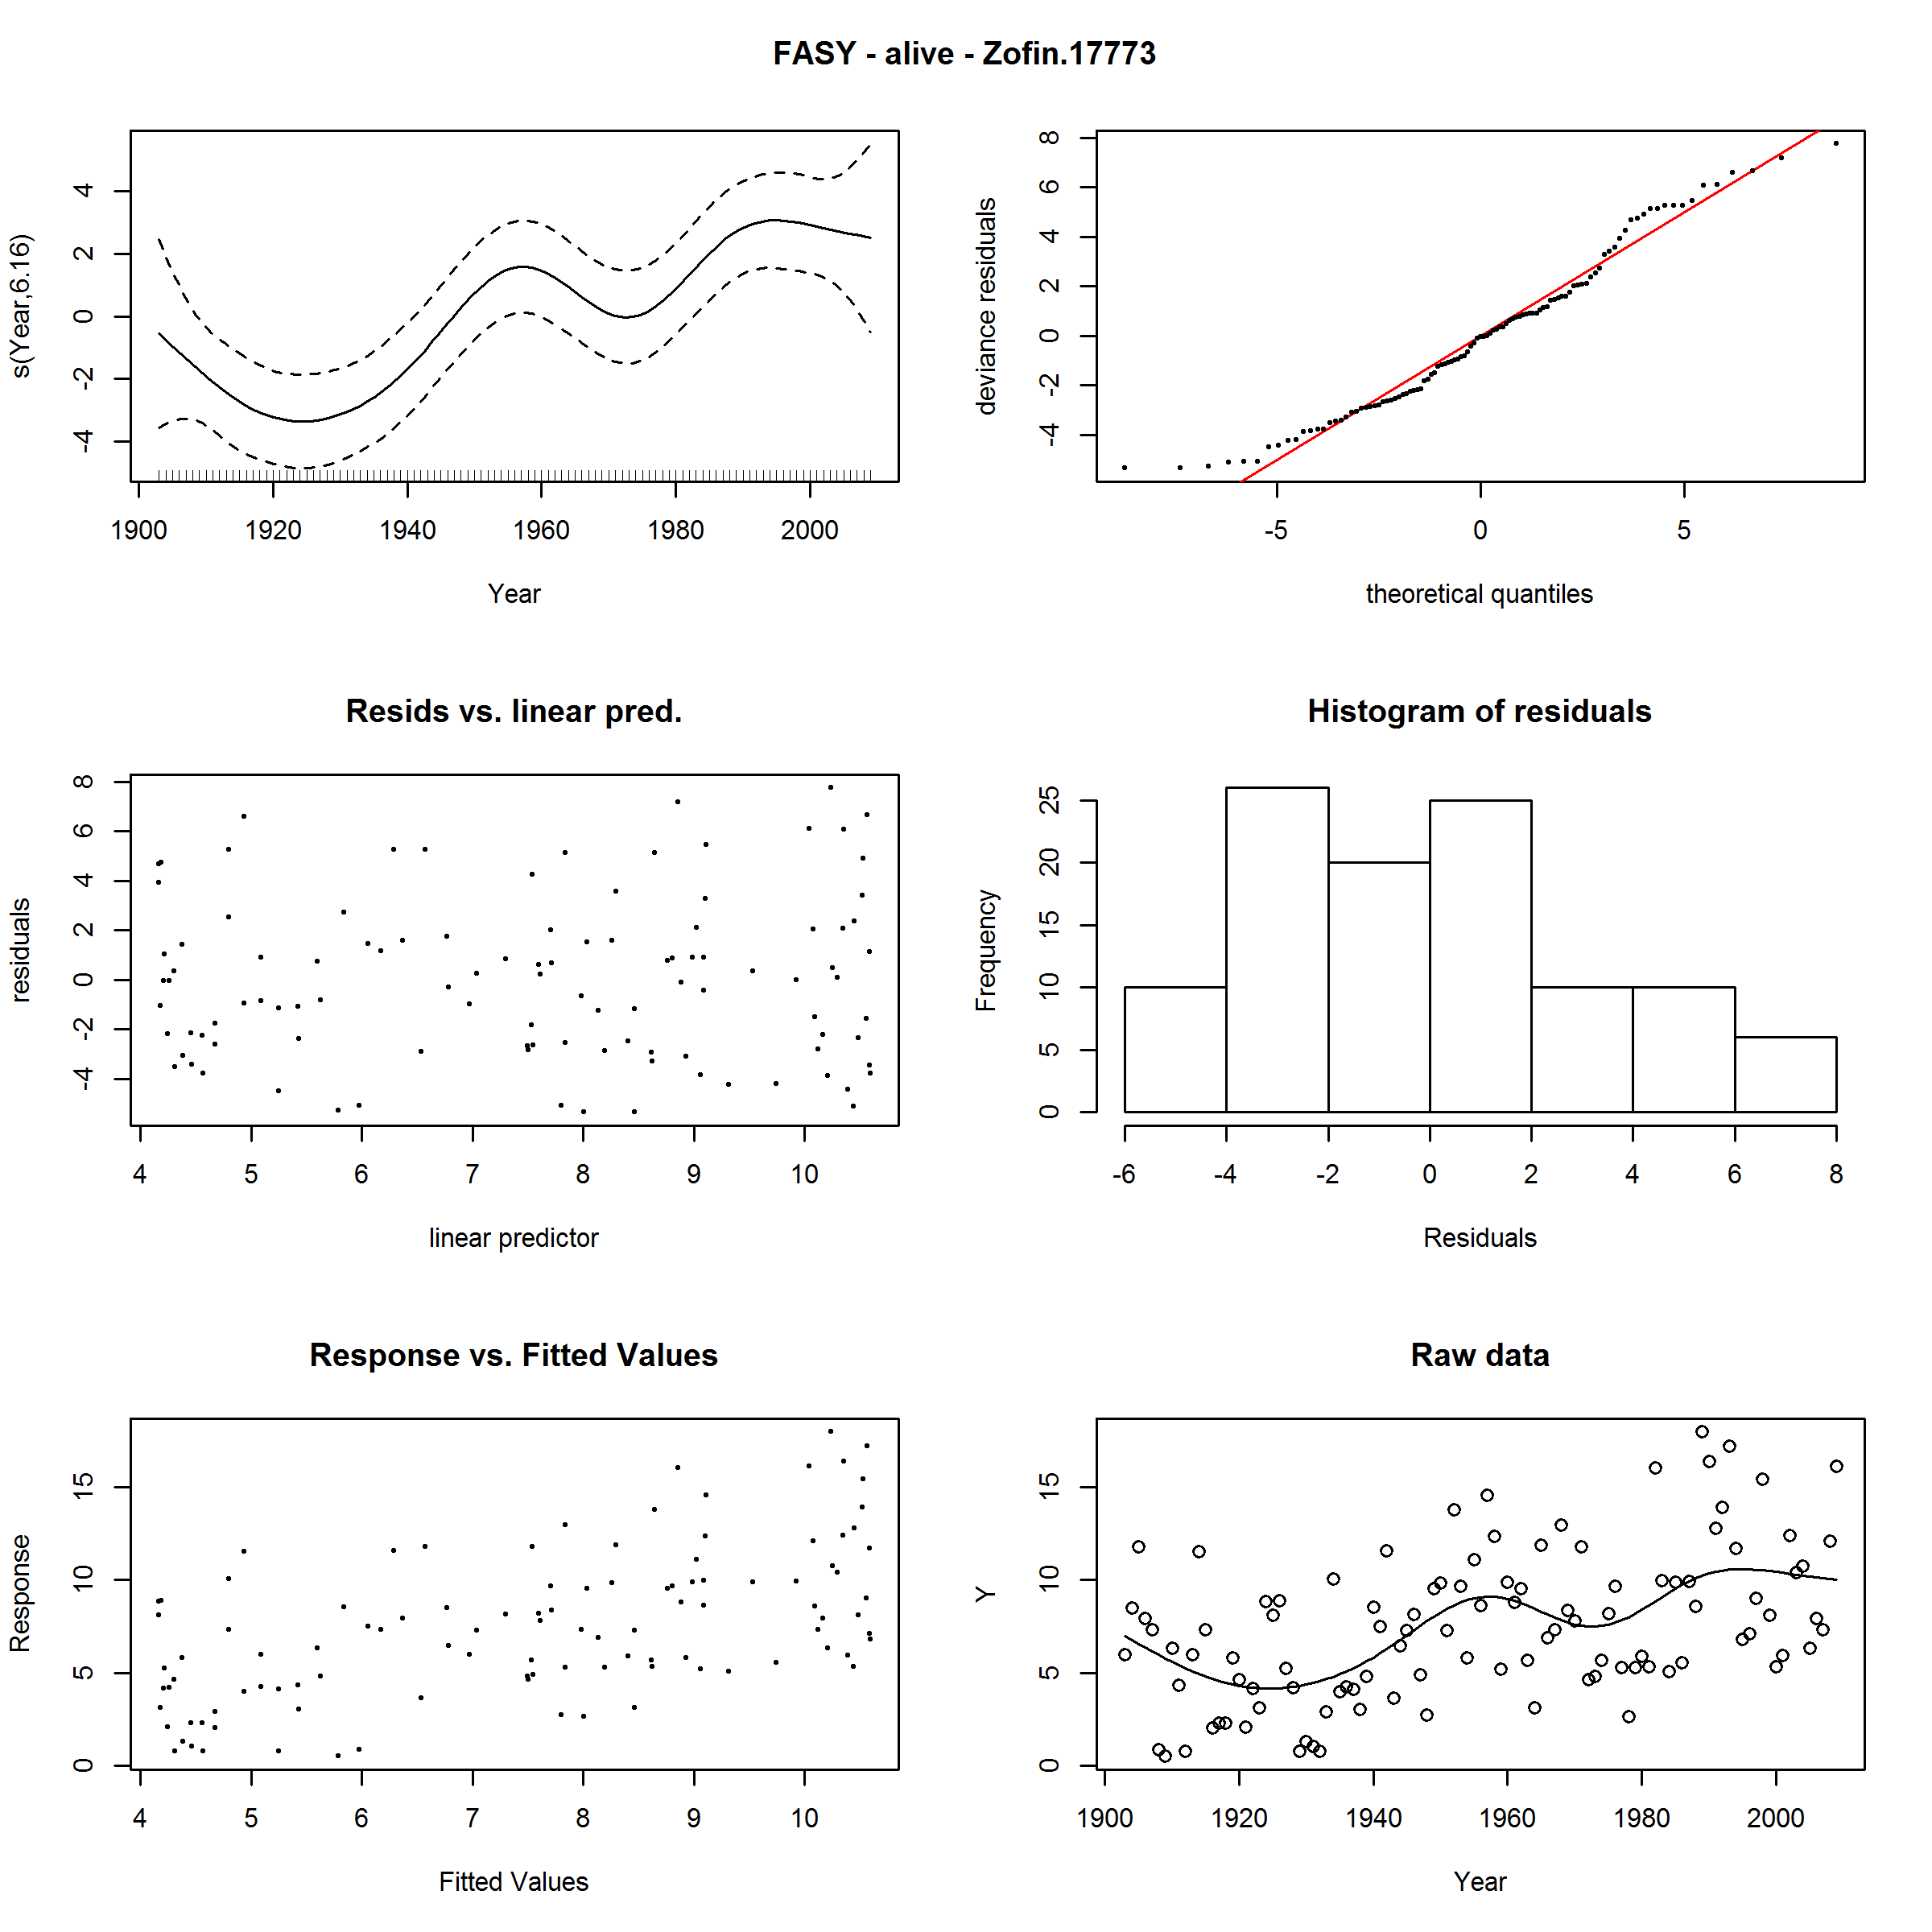 FASY - alive - Zofin.17773
s(Year,6.16)
4
2
0
-2
-4
1900 1920 1940 1960 1980 2000
Year
deviance residuals
8
6
4
2
0
-2
-4
-5 0 5
theoretical quantiles
Resids vs. linear pred.
residuals
8
6
4
2
0
-2
-4
4 5 6 7 8 9 10
linear predictor
Histogram of residuals
Frequency
25
20
15
10
5
0
-6 -4 -2 0 2 4 6 8
Residuals
Response vs. Fitted Values
Response
15
10
5
0
4 5 6 7 8 9 10
Fitted Values
Raw data
Y
15
10
5
0
1900 1920 1940 1960 1980 2000
Year